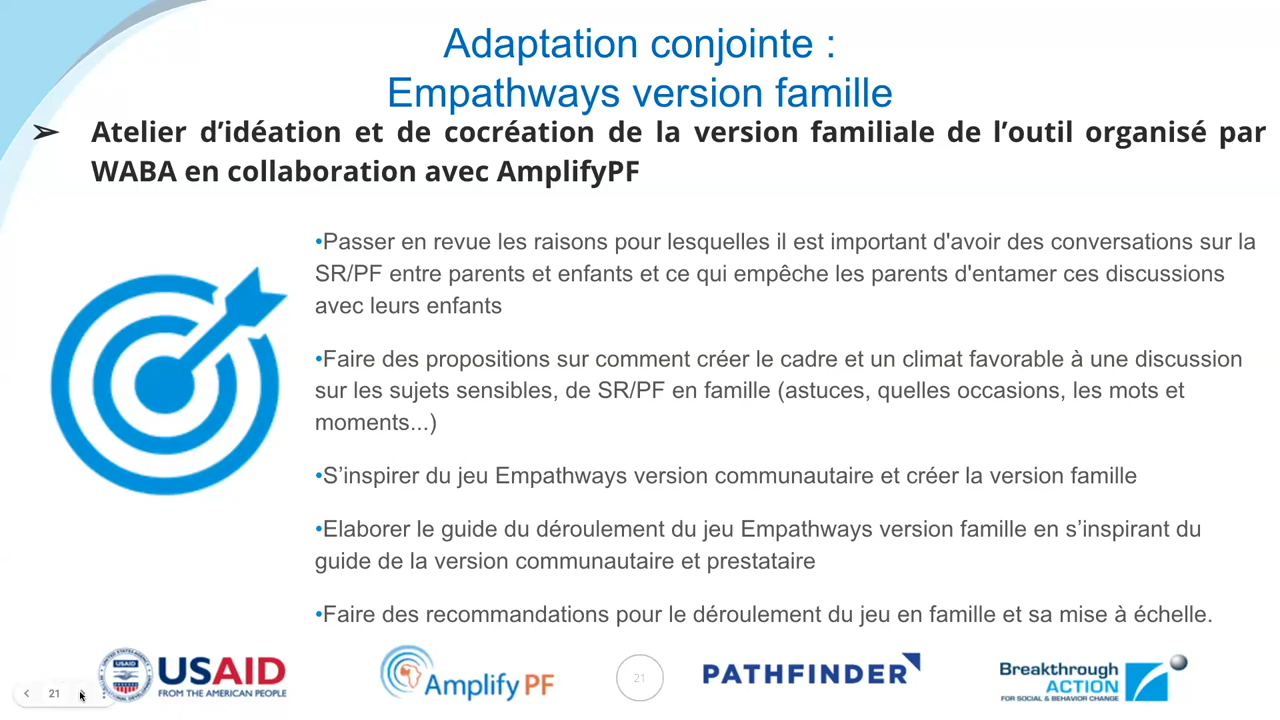 Adaptation conjointe :
Empathways version famille
➢ Atelier d’idéation et de cocréation de la version familiale de l’outil organisé par
WABA en collaboration avec AmplifyPF
•Passer en revue les raisons pour lesquelles il est important d'avoir des conversations sur la
SR/PF entre parents et enfants et ce qui empêche les parents d'entamer ces discussions
avec leurs enfants
•Faire des propositions sur comment créer le cadre et un climat favorable à une discussion
sur les sujets sensibles, de SR/PF en famille (astuces, quelles occasions, les mots et
moments...)
•S’inspirer du jeu Empathways version communautaire et créer la version famille
•Elaborer le guide du déroulement du jeu Empathways version famille en s’inspirant du
guide de la version communautaire et prestataire
•Faire des recommandations pour le déroulement du jeu en famille et sa mise à échelle.
USAID
USAID
FROM THE AMERICAN PEOPLE
Amplify PF
21
PATHFINDER
Breakthrough
ACTION
FOR SOCIAL & BEHAVIOR CHANGE
21